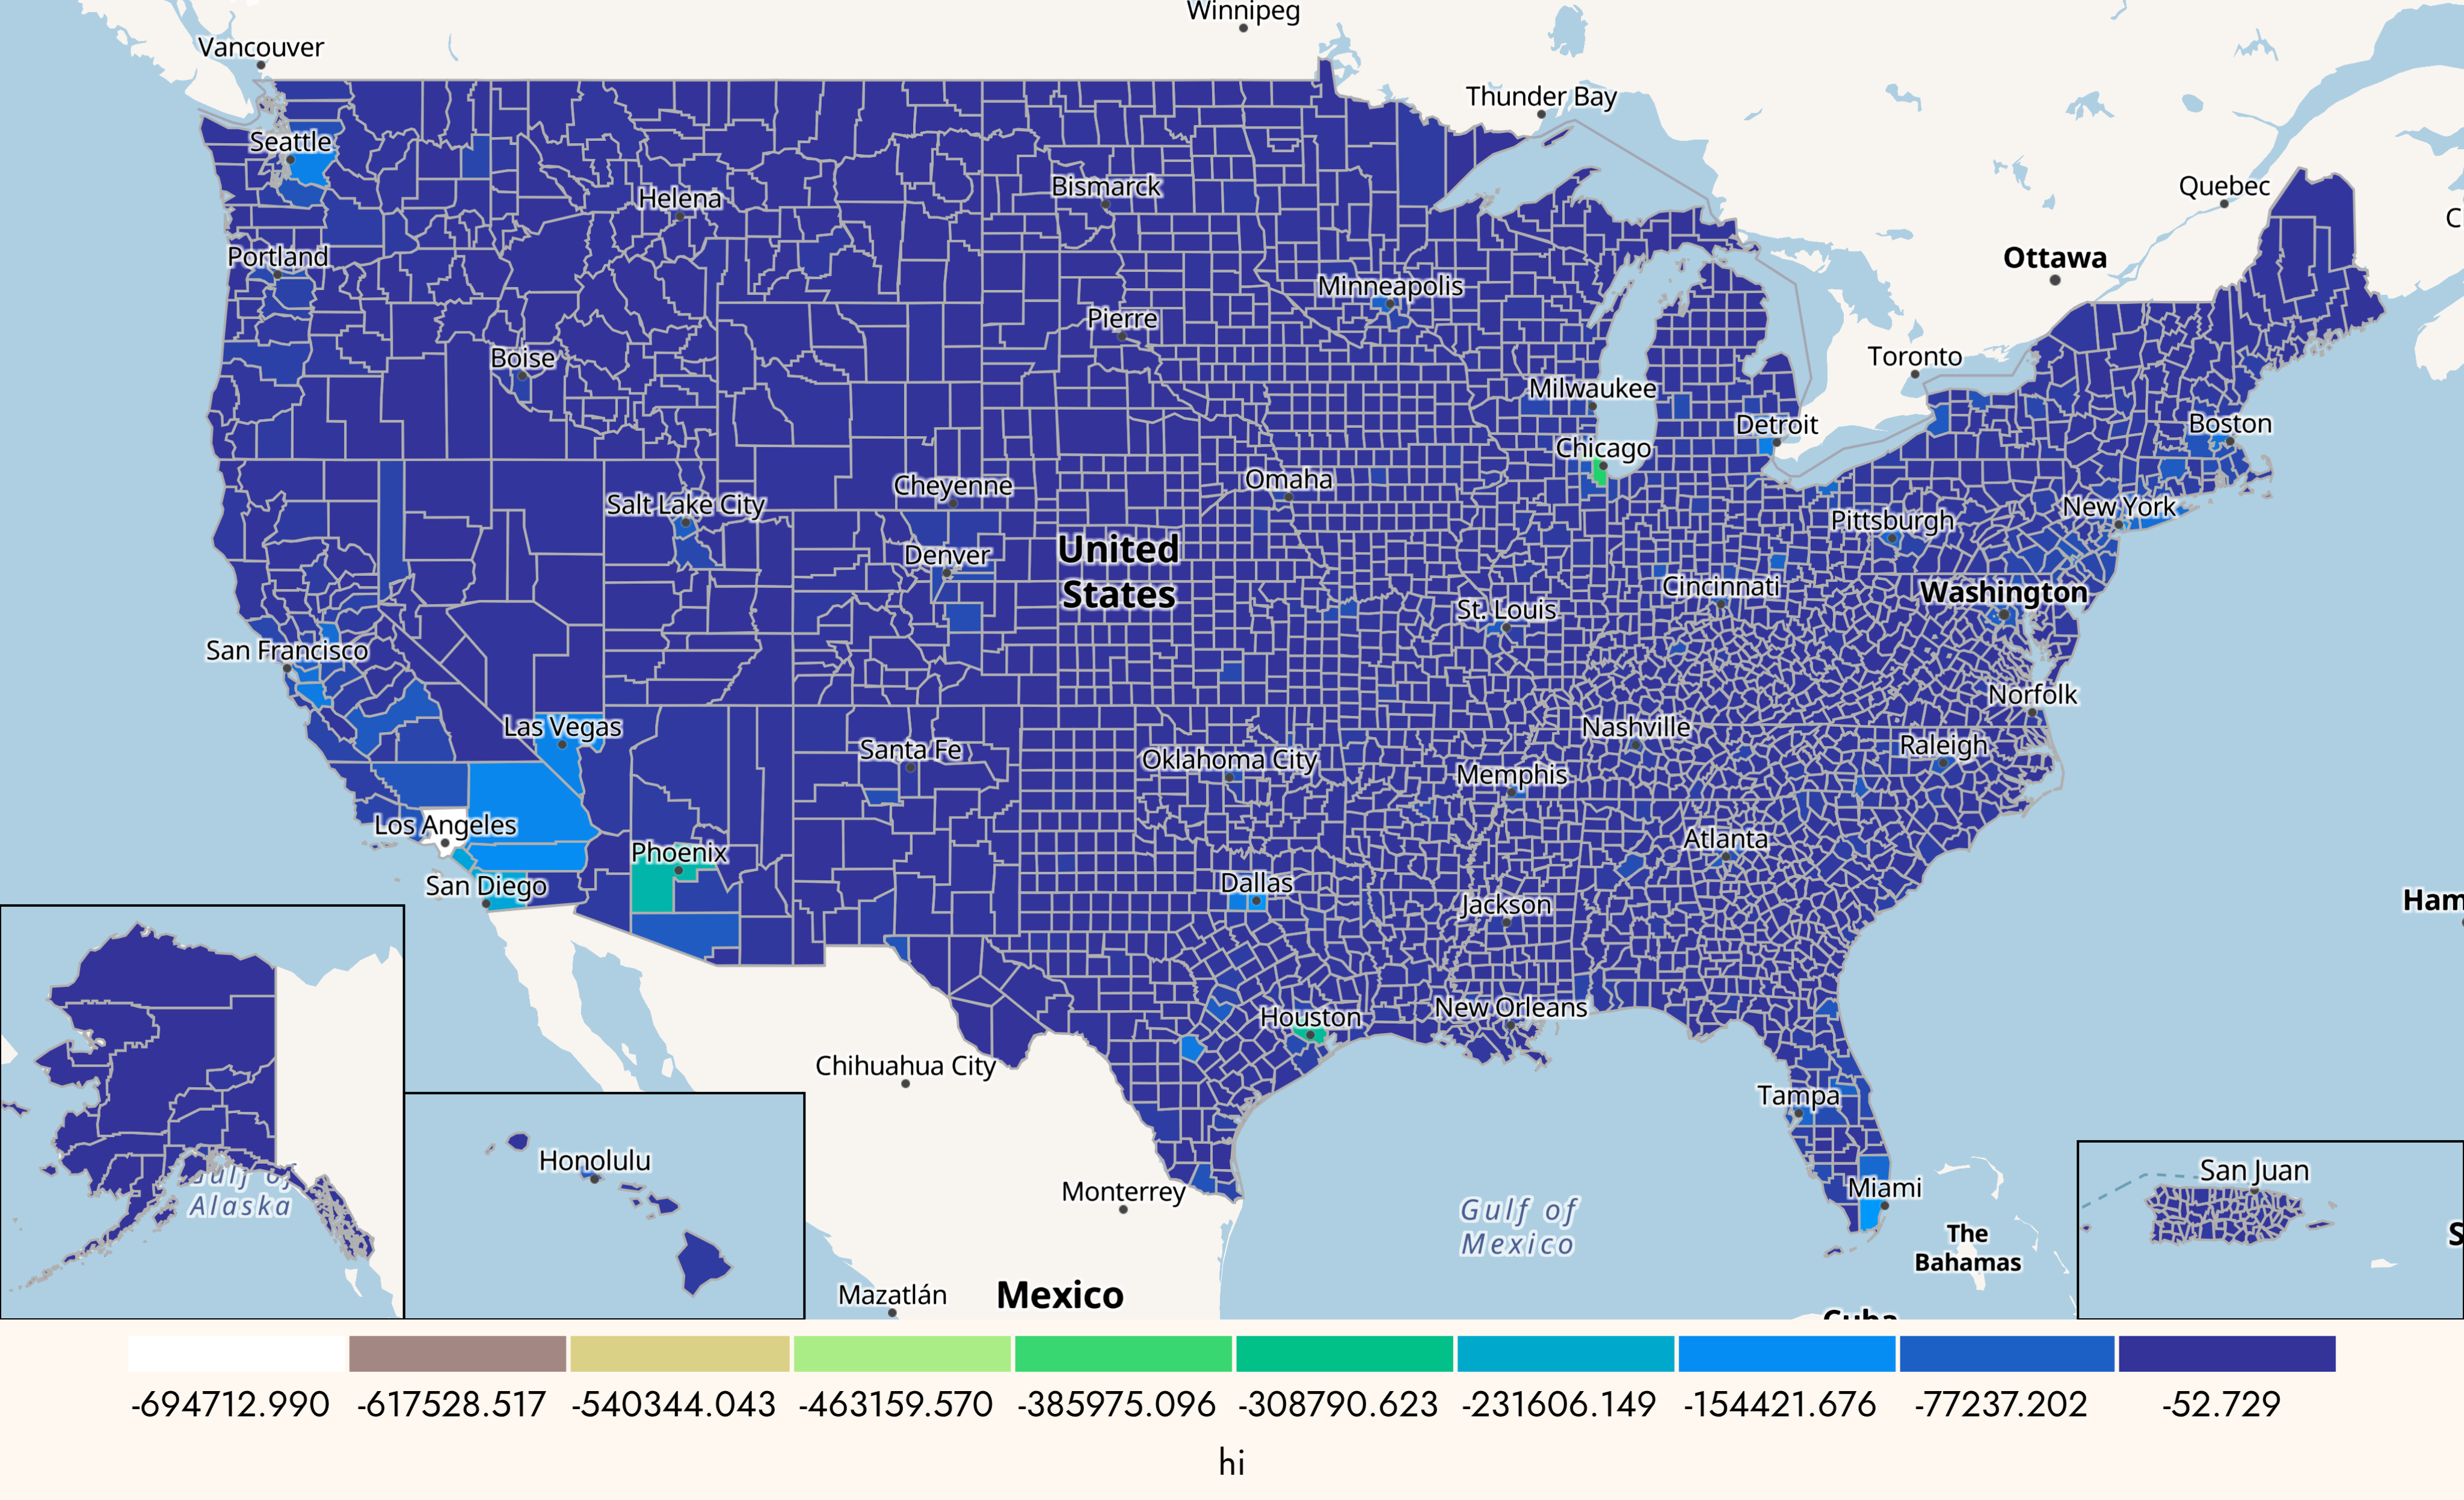 Winnipeg
Vancouver
Thunder Bay
Seattle
Quebec
C
Helena
Bismarck
Portland
Ottawa
Minneapolis
Pierre
Boise
Toronto
Milwaukee
Detroit
Boston
Chicago
Cheyenne
Omaha
Salt Lake City
New York
Pittsburgh
Denver
United
States
Cincinnati
Washington
St. Louis
San Francisco
Norfolk
Las Vegas
Nashville
Santa Fe
Raleigh
Oklahoma City
Memphis
Los Angeles
Atlanta
Phoenix
San Diego
Dallas
Jackson
Ham
New Orleans
Houston
Chihuahua City
Tampa
Honolulu
San Juan
Gulf of
Alaska
Miami
Monterrey
Gulf of
Mexico
The
Bahamas
S
Mazatlán
Mexico
Cuba
-694712.990
-617528.517
-540344.043
-463159.570
-385975.096
-308790.623
-231606.149
-154421.676
-77237.202
-52.729
hi